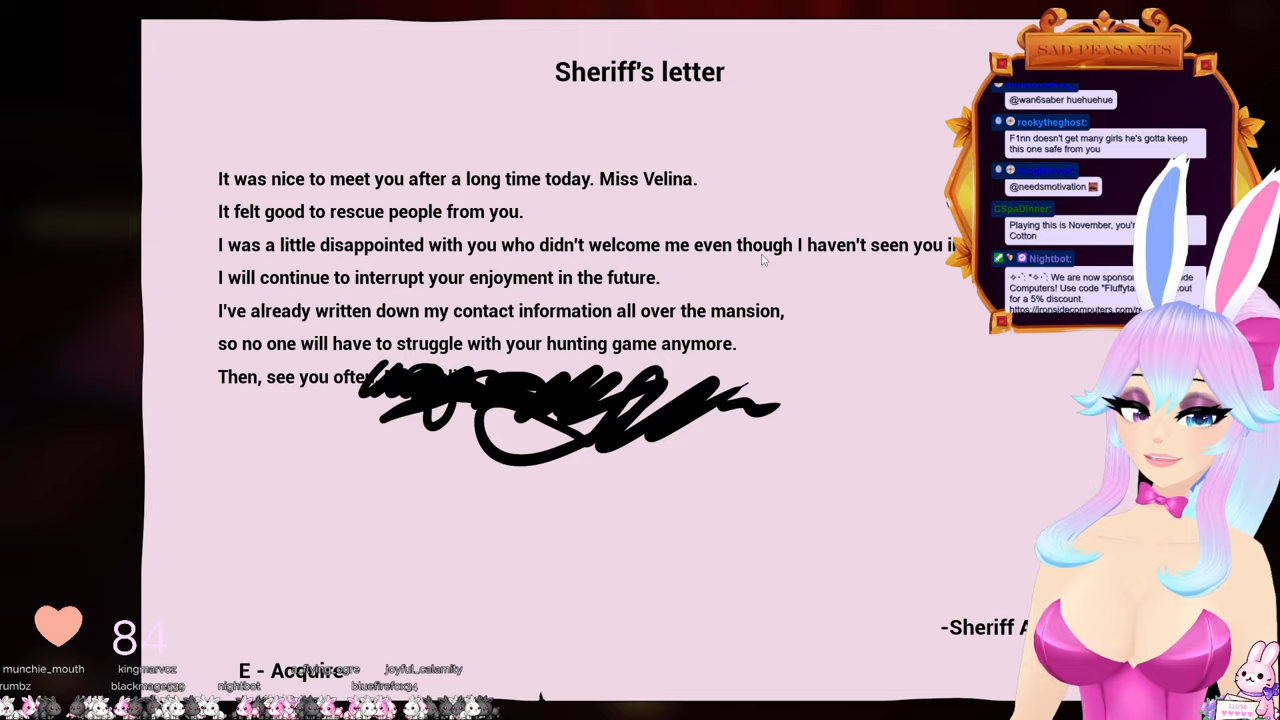 Sheriff's letter
It was nice to meet you after a long time today. Miss Velina.
It felt good to rescue people from you.
I was a little disappointed with you who didn't welcome me even though I haven't seen you
I will continue to interrupt your enjoyment in the future.
I've already written down my contact information all over the mansion,
so no one will have to struggle with your hunting game anymore.
Then, see you often
-Sheriff
E - Acquire
SAD PEASANTS
@wan6saber huehuehue
rookytheghost:
F1nn doesn't get many girls he's gotta keep
this one safe from you
@needsmotivation
CSpaDinner:
Playing this is November, you'r
Cotton
Nightbot:
We are now sponso
Computers! Use code "Fluffyta
for a 5% discount.
84
munchie_mouth kingmarvcz joyful_calamity
rumbz blackmage539 nightbot bluefirefox34